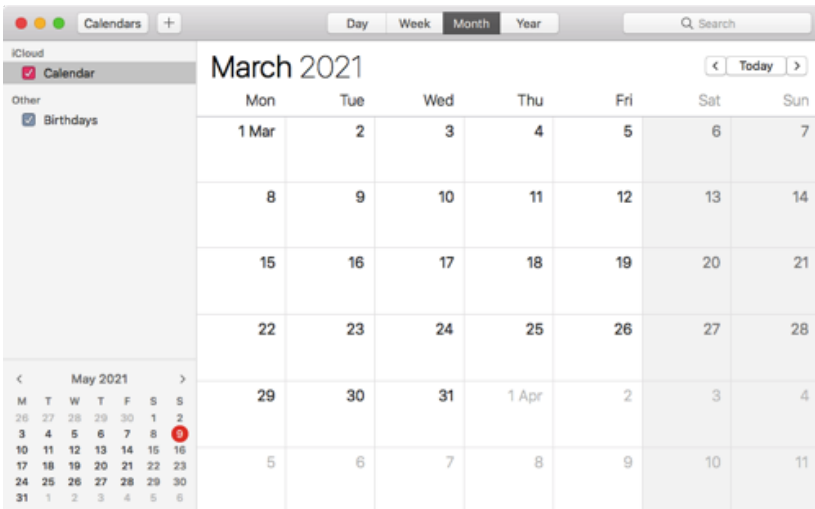 Calendars +
Day Week Month Year
Search
iCloud
Calendar
Other
Birthdays
March 2021
< Today >
Mon Tue Wed Thu Fri Sat Sun
1 Mar 2 3 4 5 6 7
8 9 10 11 12 13 14
15 16 17 18 19 20 21
22 23 24 25 26 27 28
29 30 31 1 Apr 2 3 4
5 6 7 8 9 10 11
< May 2021 >
M T W T F S S
26 27 28 29 30 1 2
3 4 5 6 7 8 9
10 11 12 13 14 15 16
17 18 19 20 21 22 23
24 25 26 27 28 29 30
31 1 2 3 4 5 6